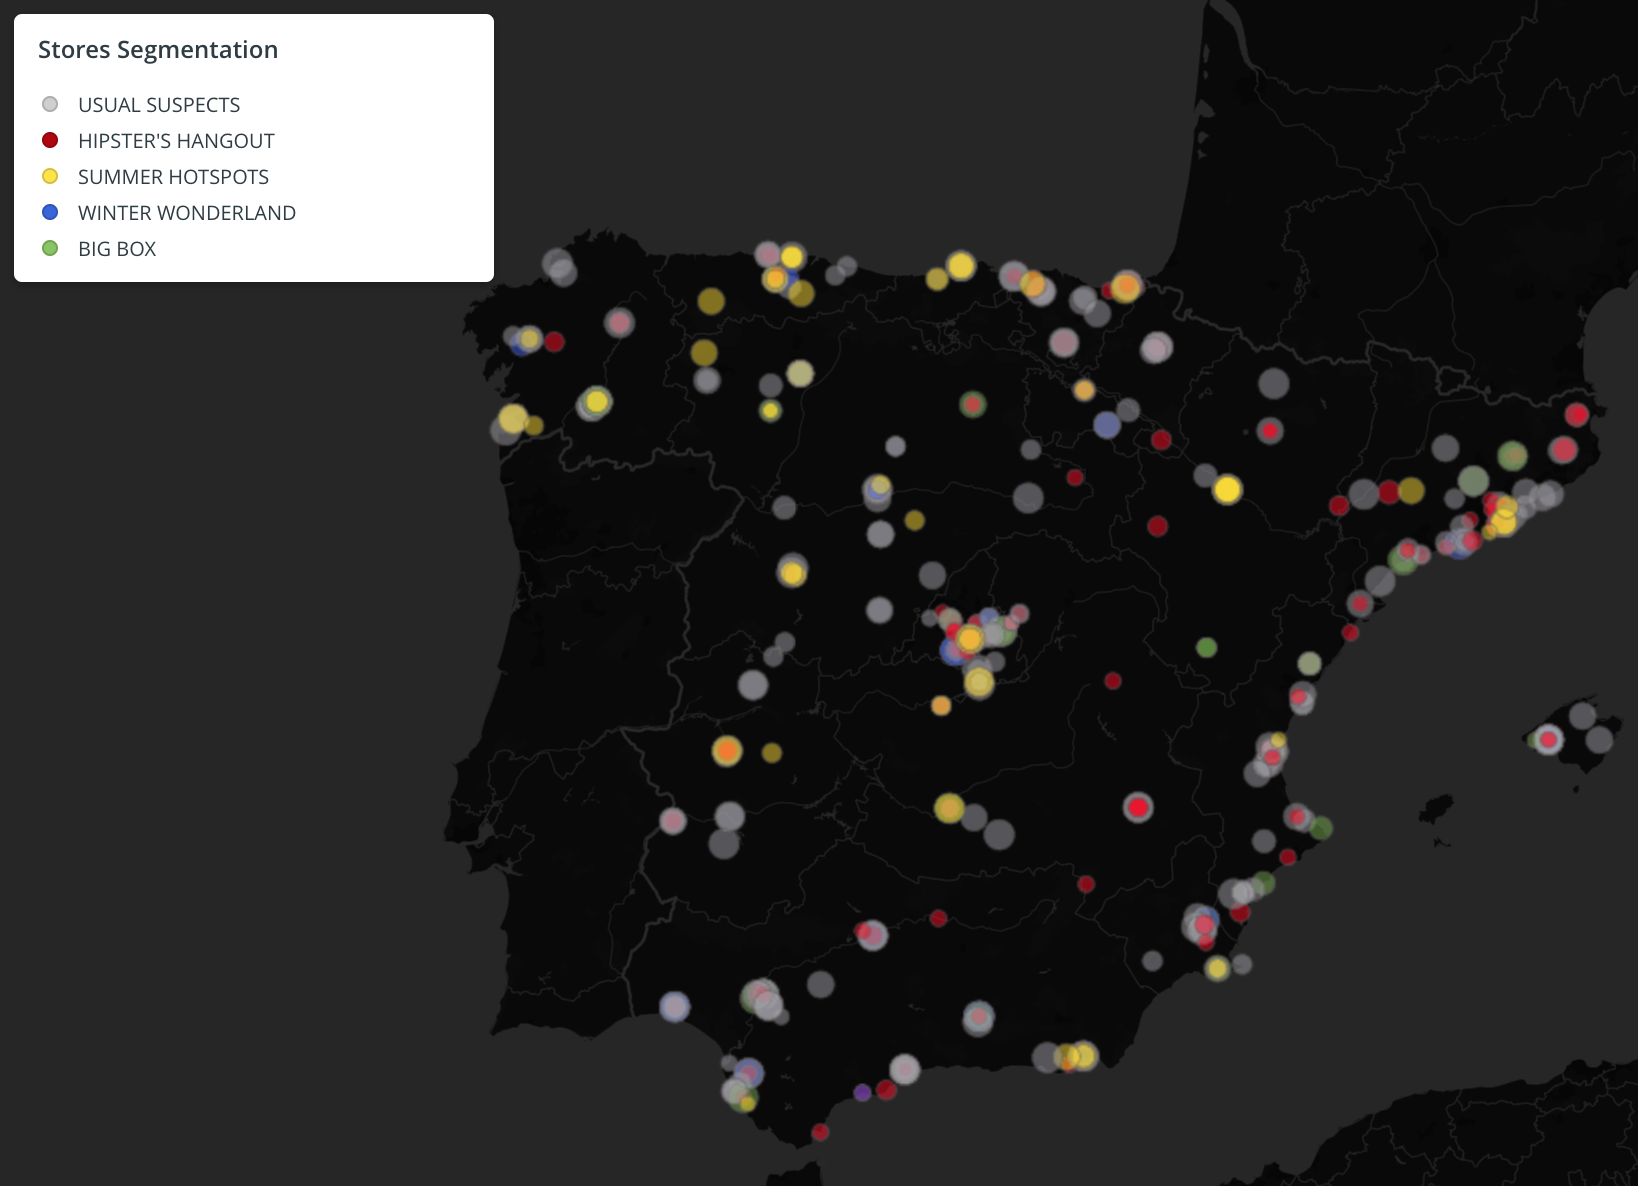 Stores Segmentation
USUAL SUSPECTS
HIPSTER'S HANGOUT
SUMMER HOTSPOTS
WINTER WONDERLAND
BIG BOX